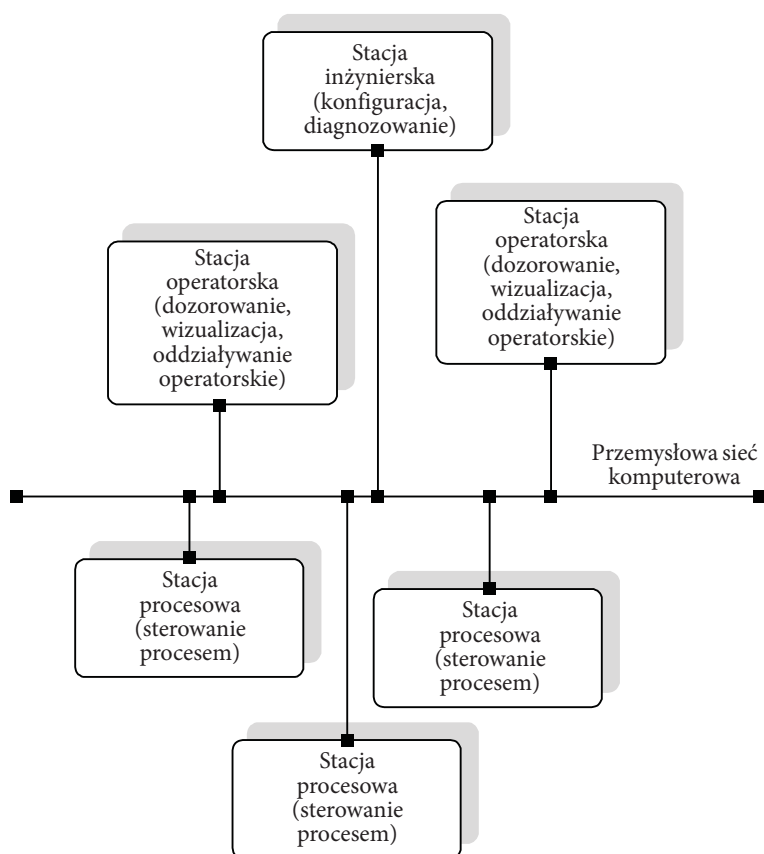 Stacja
inżynierska
(konfiguracja,
diagnozowanie)
Stacja
operatorska
(dozorowanie,
wizualizacja,
oddziaływanie
operatorskie)
Stacja
operatorska
(dozorowanie,
wizualizacja,
oddziaływanie
operatorskie)
Przemysłowa sieć
komputerowa
Stacja
procesowa
(sterowanie
procesem)
Stacja
procesowa
(sterowanie
procesem)
Stacja
procesowa
(sterowanie
procesem)